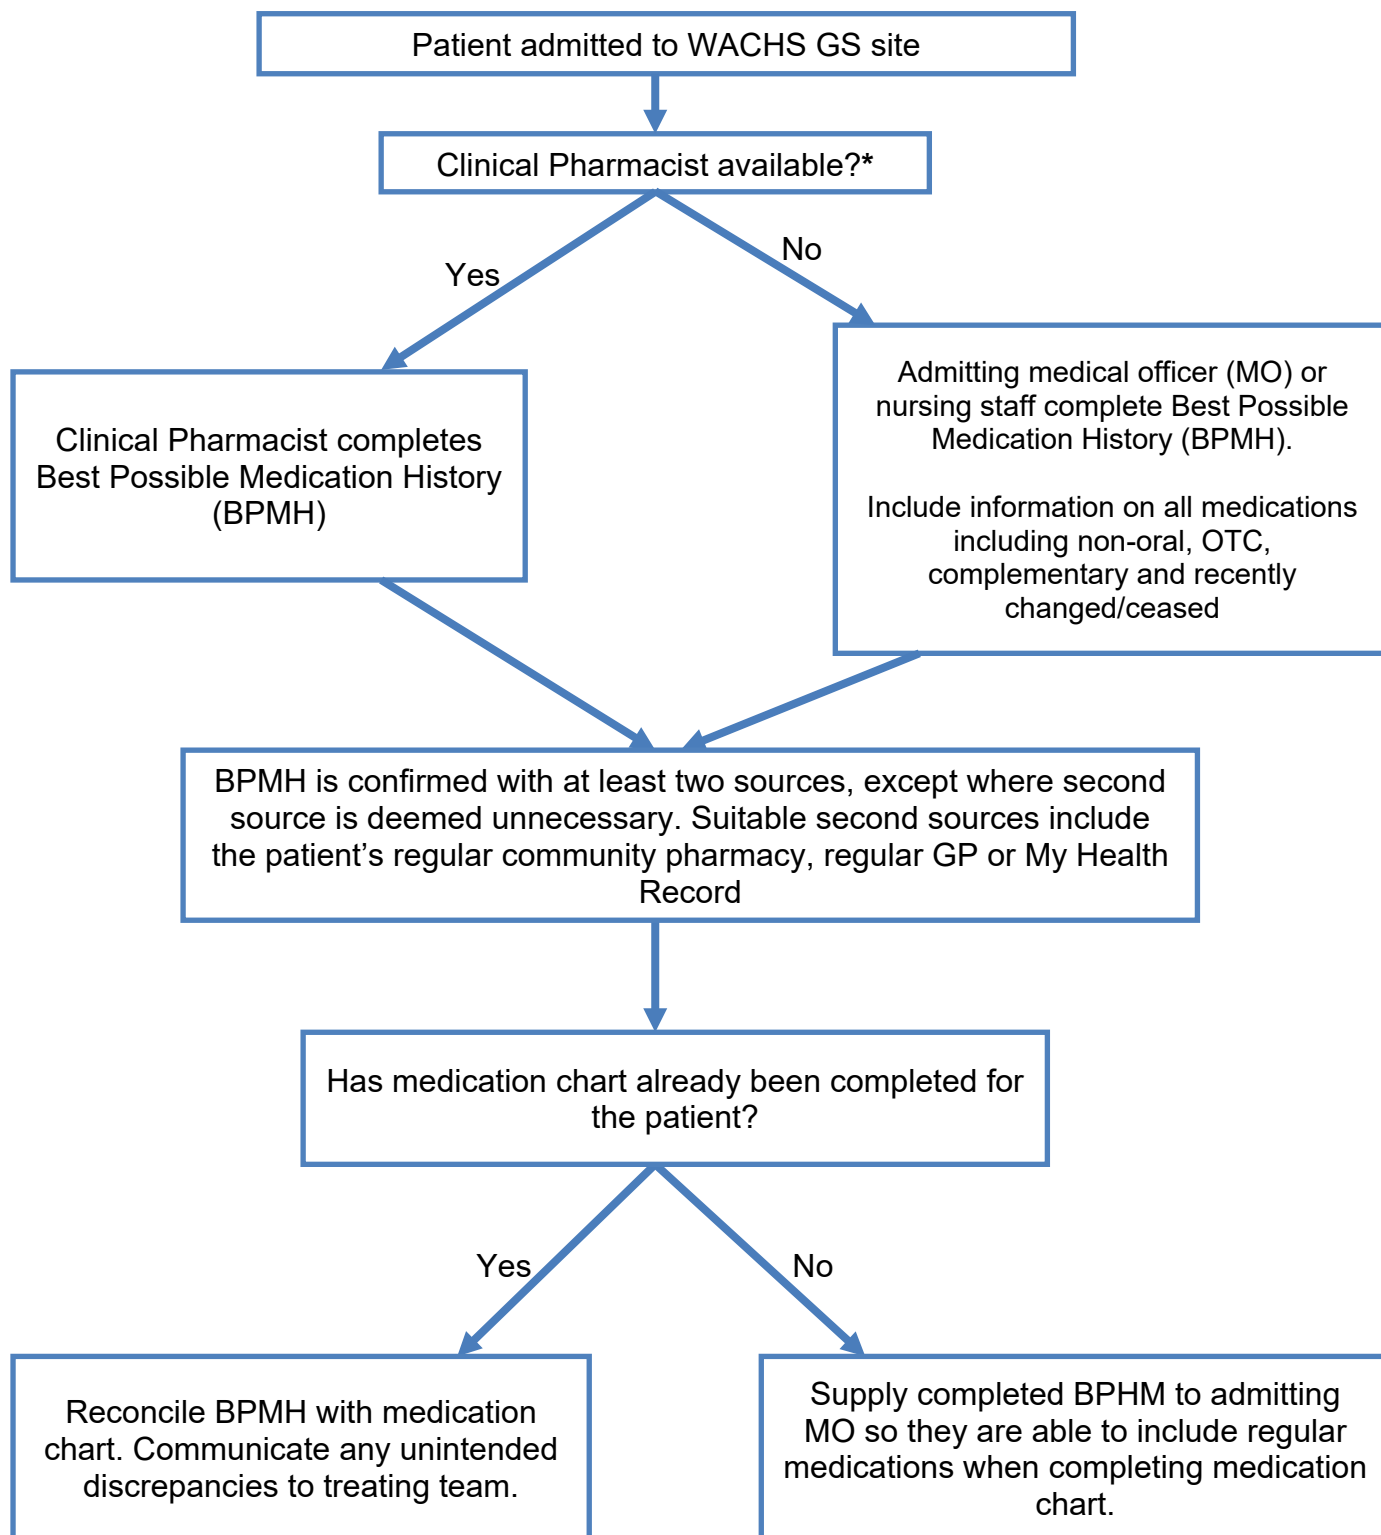 Patient admitted to WACHS GS site
Clinical Pharmacist available?*
Yes
No
Clinical Pharmacist completes
Best Possible Medication History
(BPMH)
Admitting medical officer (MO) or
nursing staff complete Best Possible
Medication History (BPMH).
Include information on all medications
including non-oral, OTC,
complementary and recently
changed/ceased
BPMH is confirmed with at least two sources, except where second
source is deemed unnecessary. Suitable second sources include
the patient’s regular community pharmacy, regular GP or My Health
Record
Has medication chart already been completed for
the patient?
Yes
No
Reconcile BPMH with medication
chart. Communicate any unintended
discrepancies to treating team.
Supply completed BPHM to admitting
MO so they are able to include regular
medications when completing medication
chart.